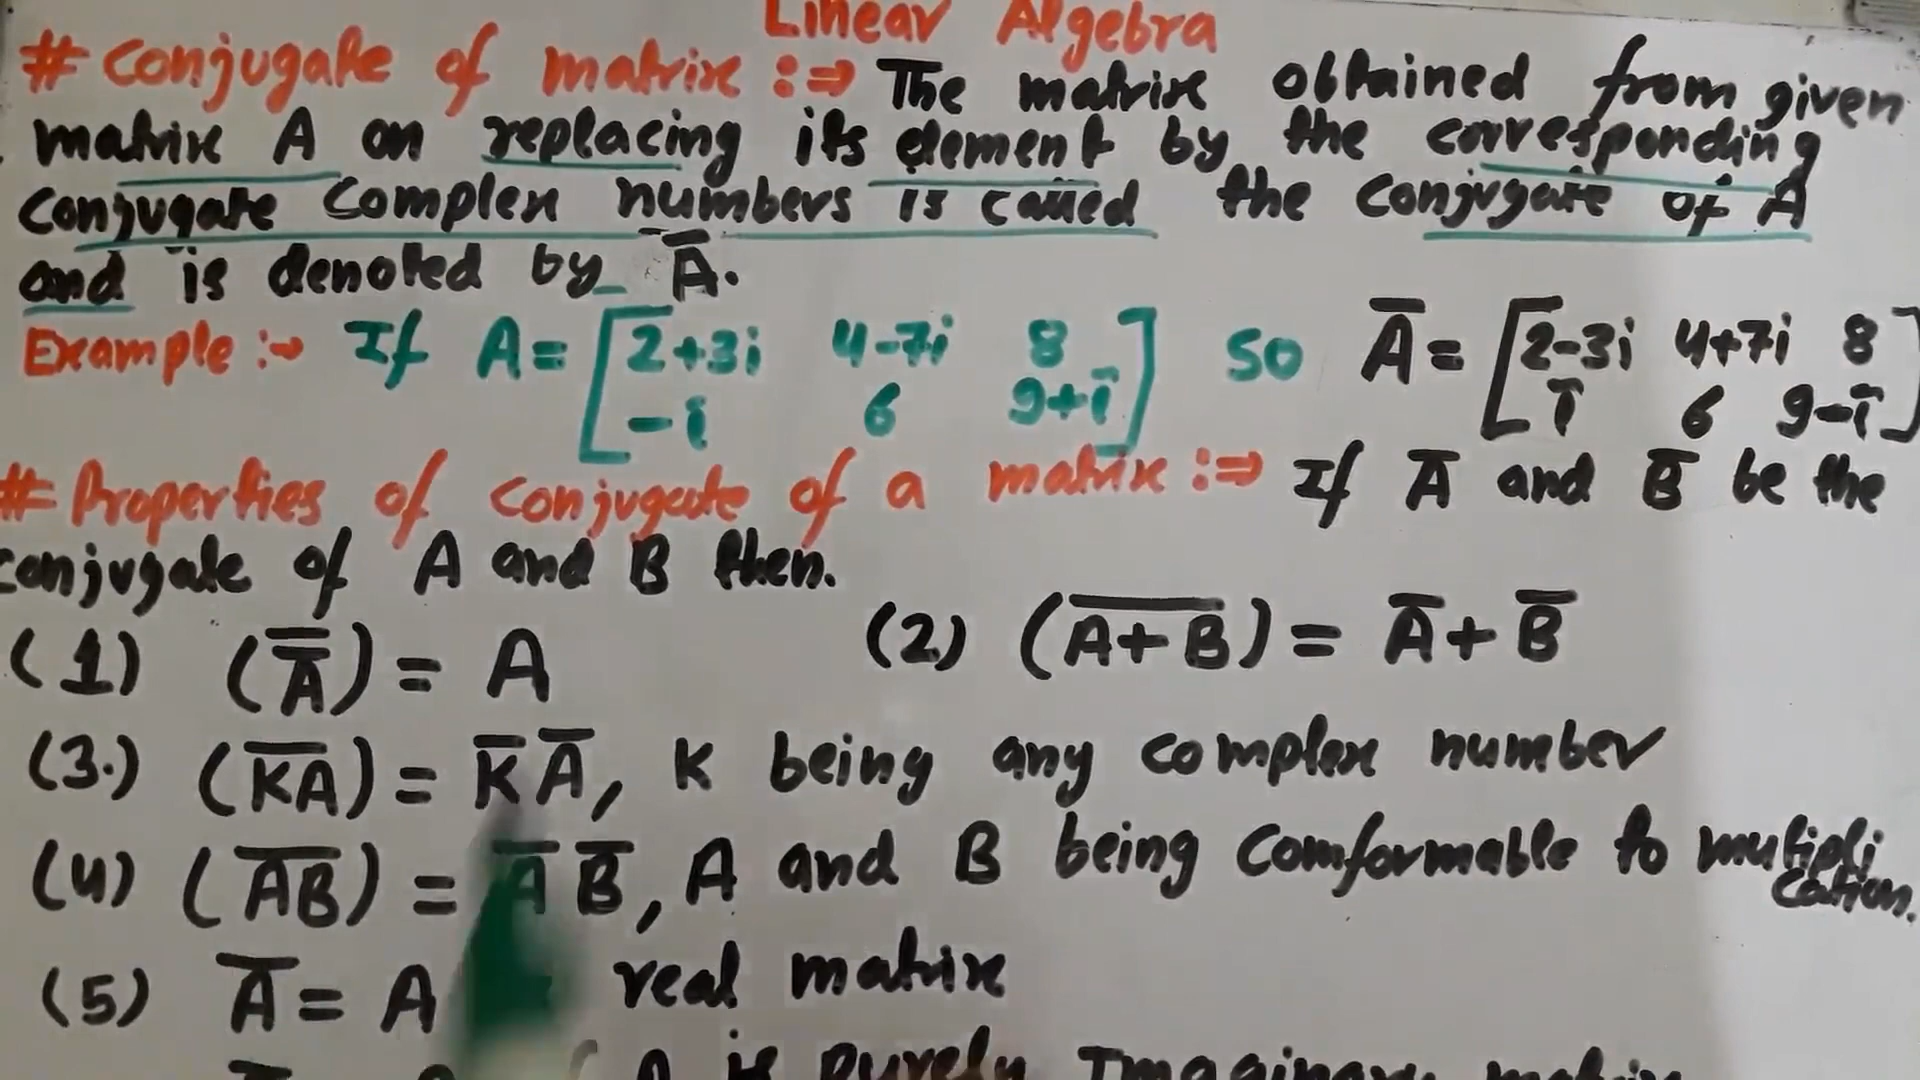 Linear Algebra
# Conjugate of matrix :⇒ The matrix obtained from given
matrix A on replacing its element by the corresponding
conjugate complex numbers is called the conjugate of A
and is denoted by A̅.
Example :→ If A = [2+3i 4-7i 8 so A̅ = [2-3i 4+7i 8
-i 6 9+i] i 6 9-i]
# Properties of conjugate of a matrix :⇒ If A̅ and B̅ be the
conjugate of A and B then.
(1) (A̿) = A (2) (A̅+̅B̅) = A̅ + B̅
(3.) (K̅A̅) = K̅ A̅, K being any complex number
(4) (A̅B̅) = A̅ B̅, A and B being Comformable to multipli
cation.
(5) A̅ = A real matrix
A is purely Imaginary matrix